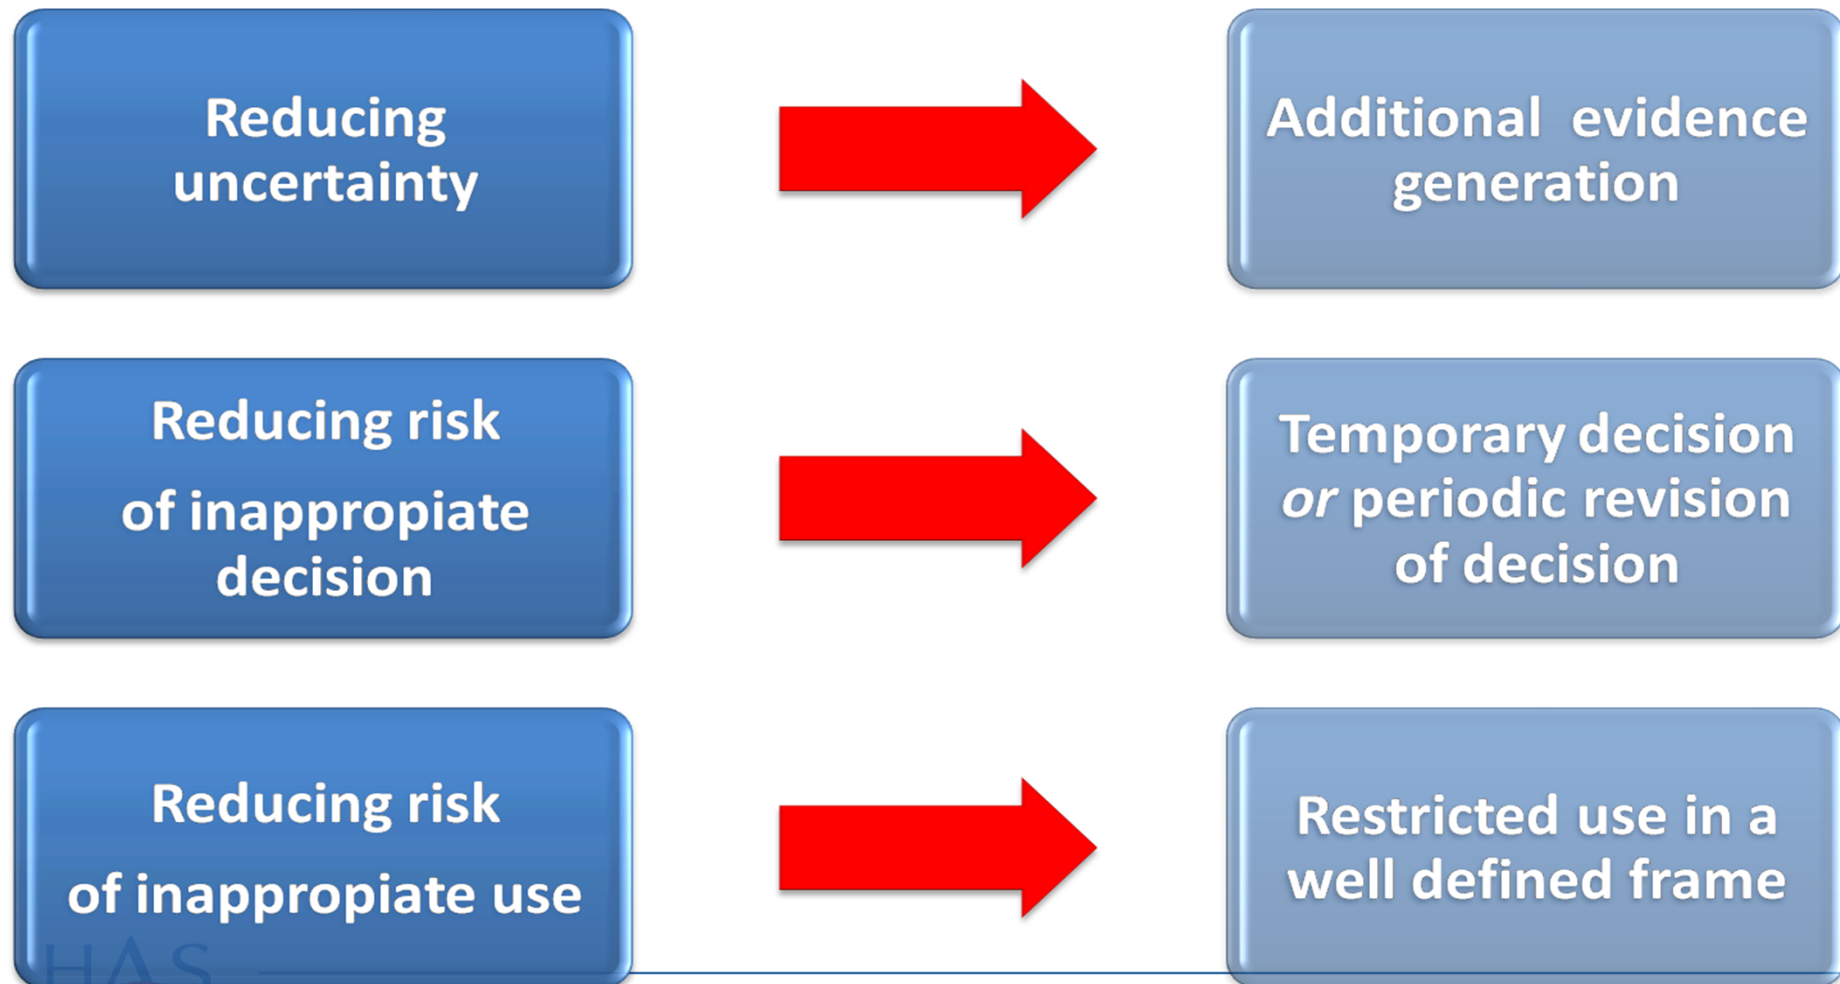 Reducing
uncertainty
Additional evidence
generation
Reducing risk
of inappropiate
decision
Temporary decision
or periodic revision
of decision
Reducing risk
of inappropiate use
Restricted use in a
well defined frame
HAS